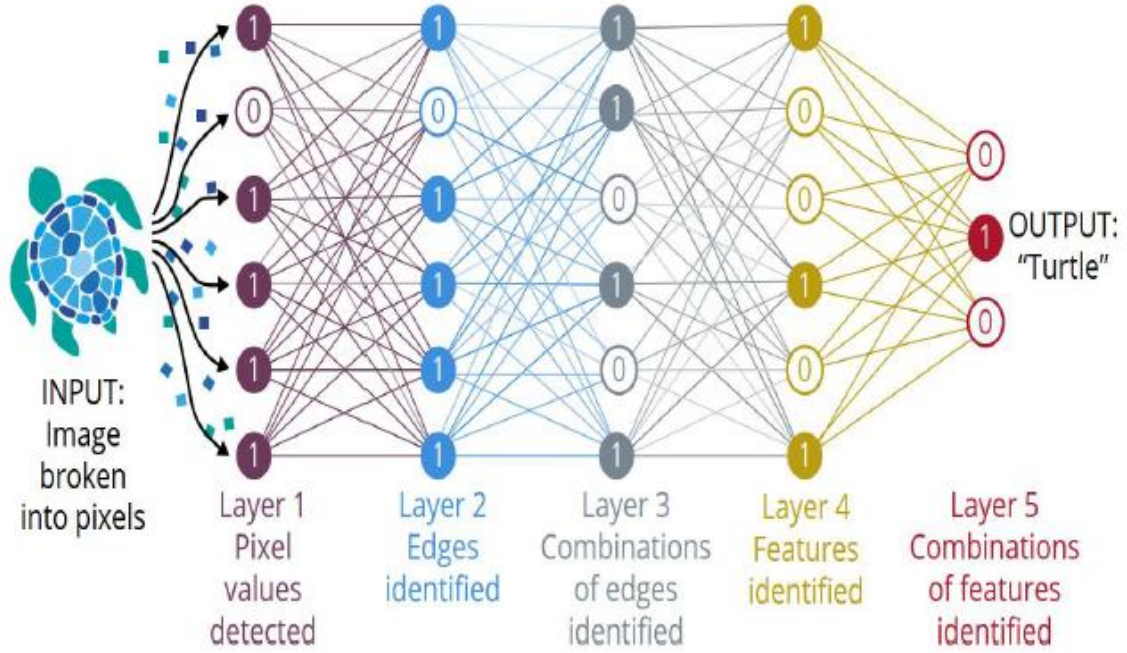 1 1 1 1
0 0 1 0
0
1 1 0 0
1 OUTPUT:
"Turtle"
1 1 1 1
0
1 1 0 0
INPUT:
Image
broken
into pixels
1 1 1 1
Layer 1
Pixel
values
detected
Layer 2
Edges
identified
Layer 3
Combinations
of edges
identified
Layer 4
Features
identified
Layer 5
Combinations
of features
identified